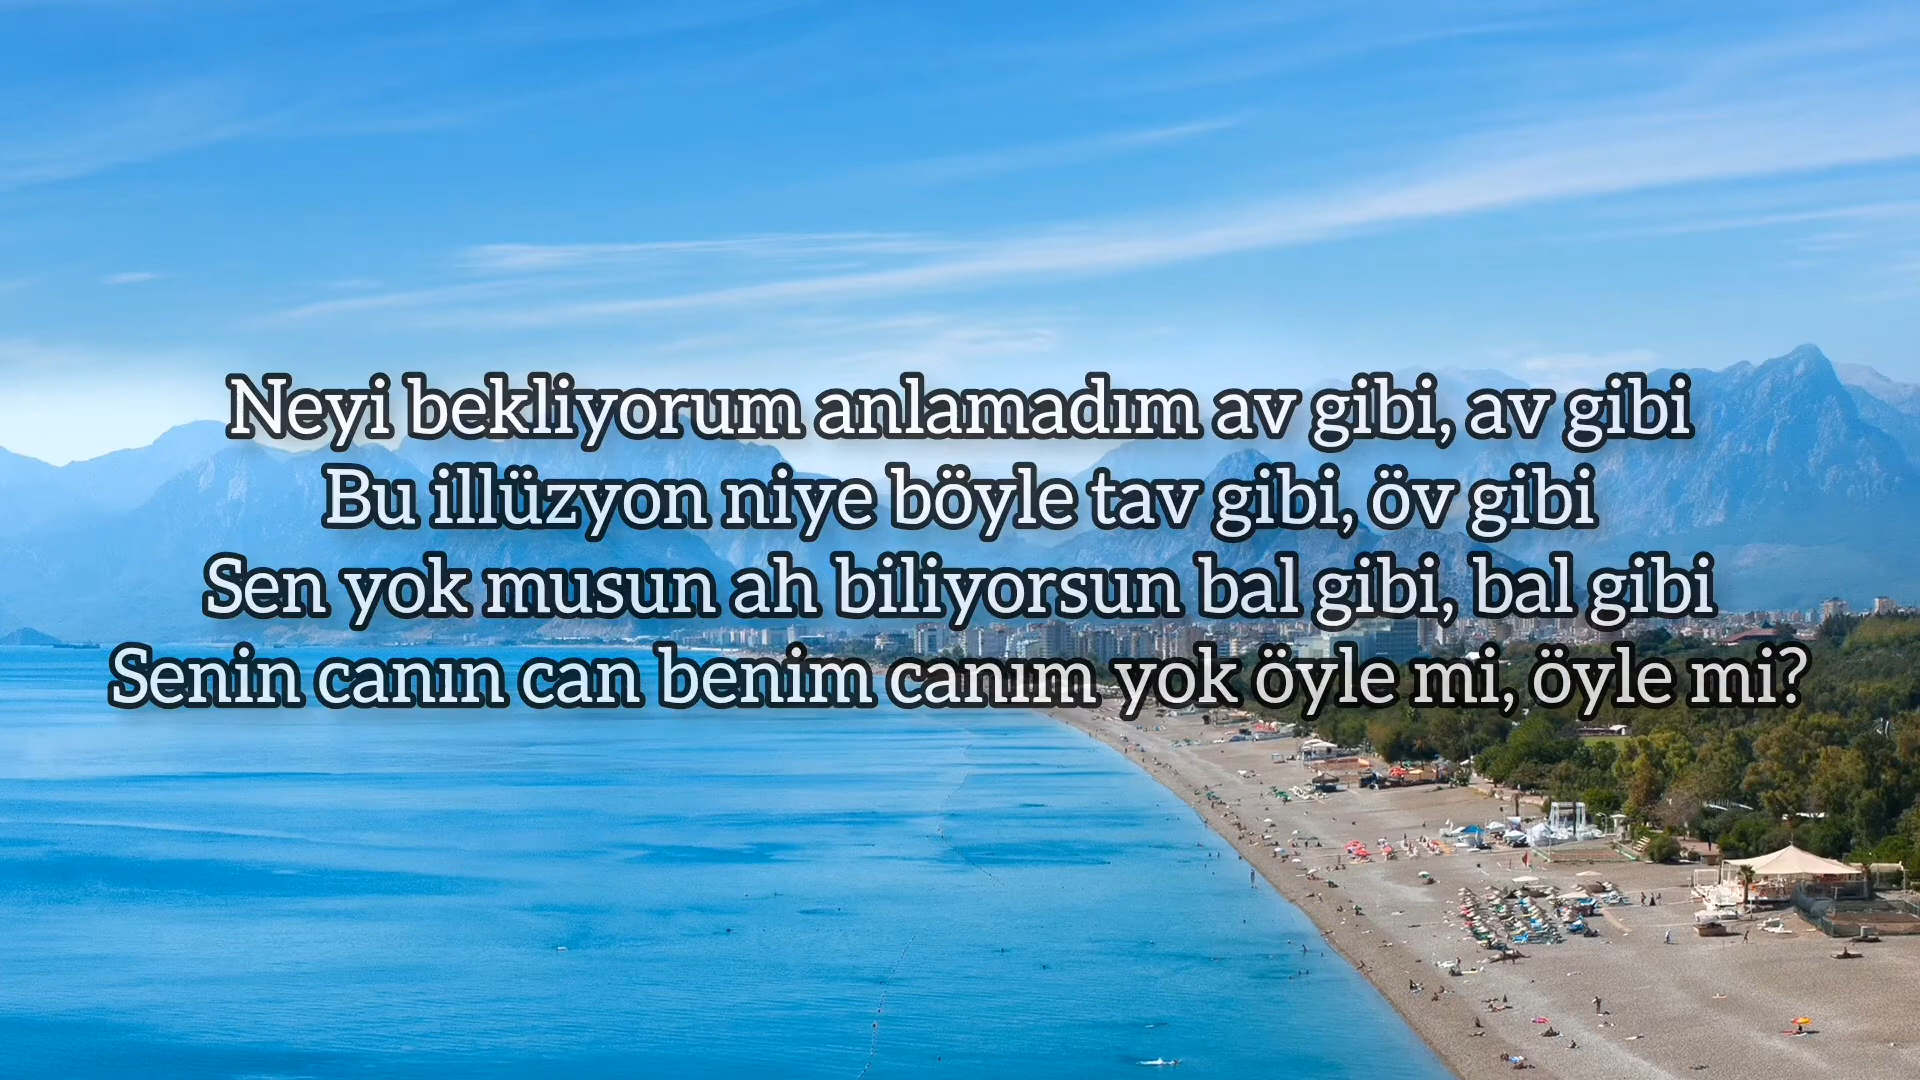 Neyi bekliyorum anlamadım av gibi, av gibi
Bu illüzyon niye böyle tav gibi, öv gibi
Sen yok musun ah biliyorsun bal gibi, bal gibi
Senin canın can benim canım yok öyle mi, öyle mi?